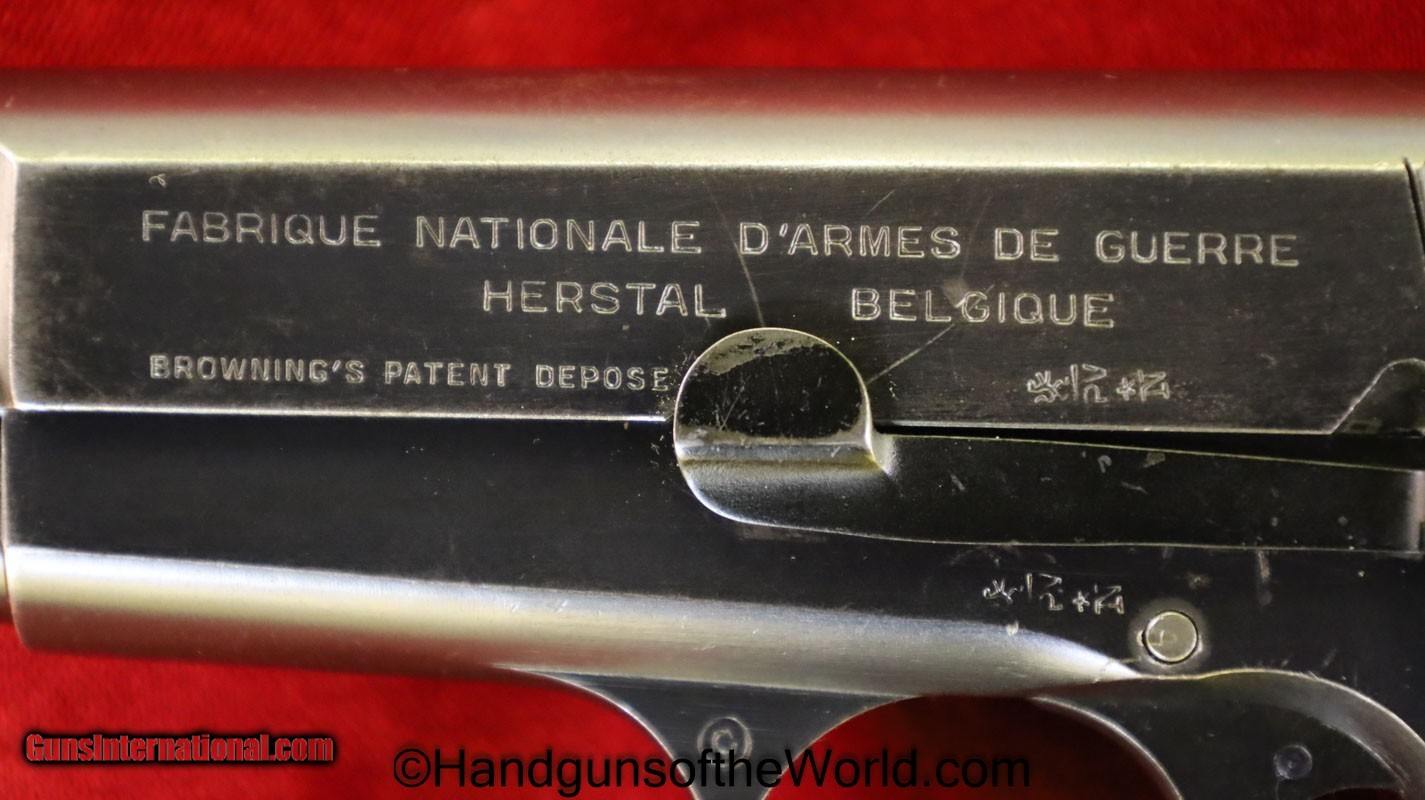 FABRIQUE NATIONALE D'ARMES DE GUERRE
HERSTAL BELGIQUE
BROWNING'S PATENT DEPOSE
GunsInternational.com
©HandgunsoftheWorld.com